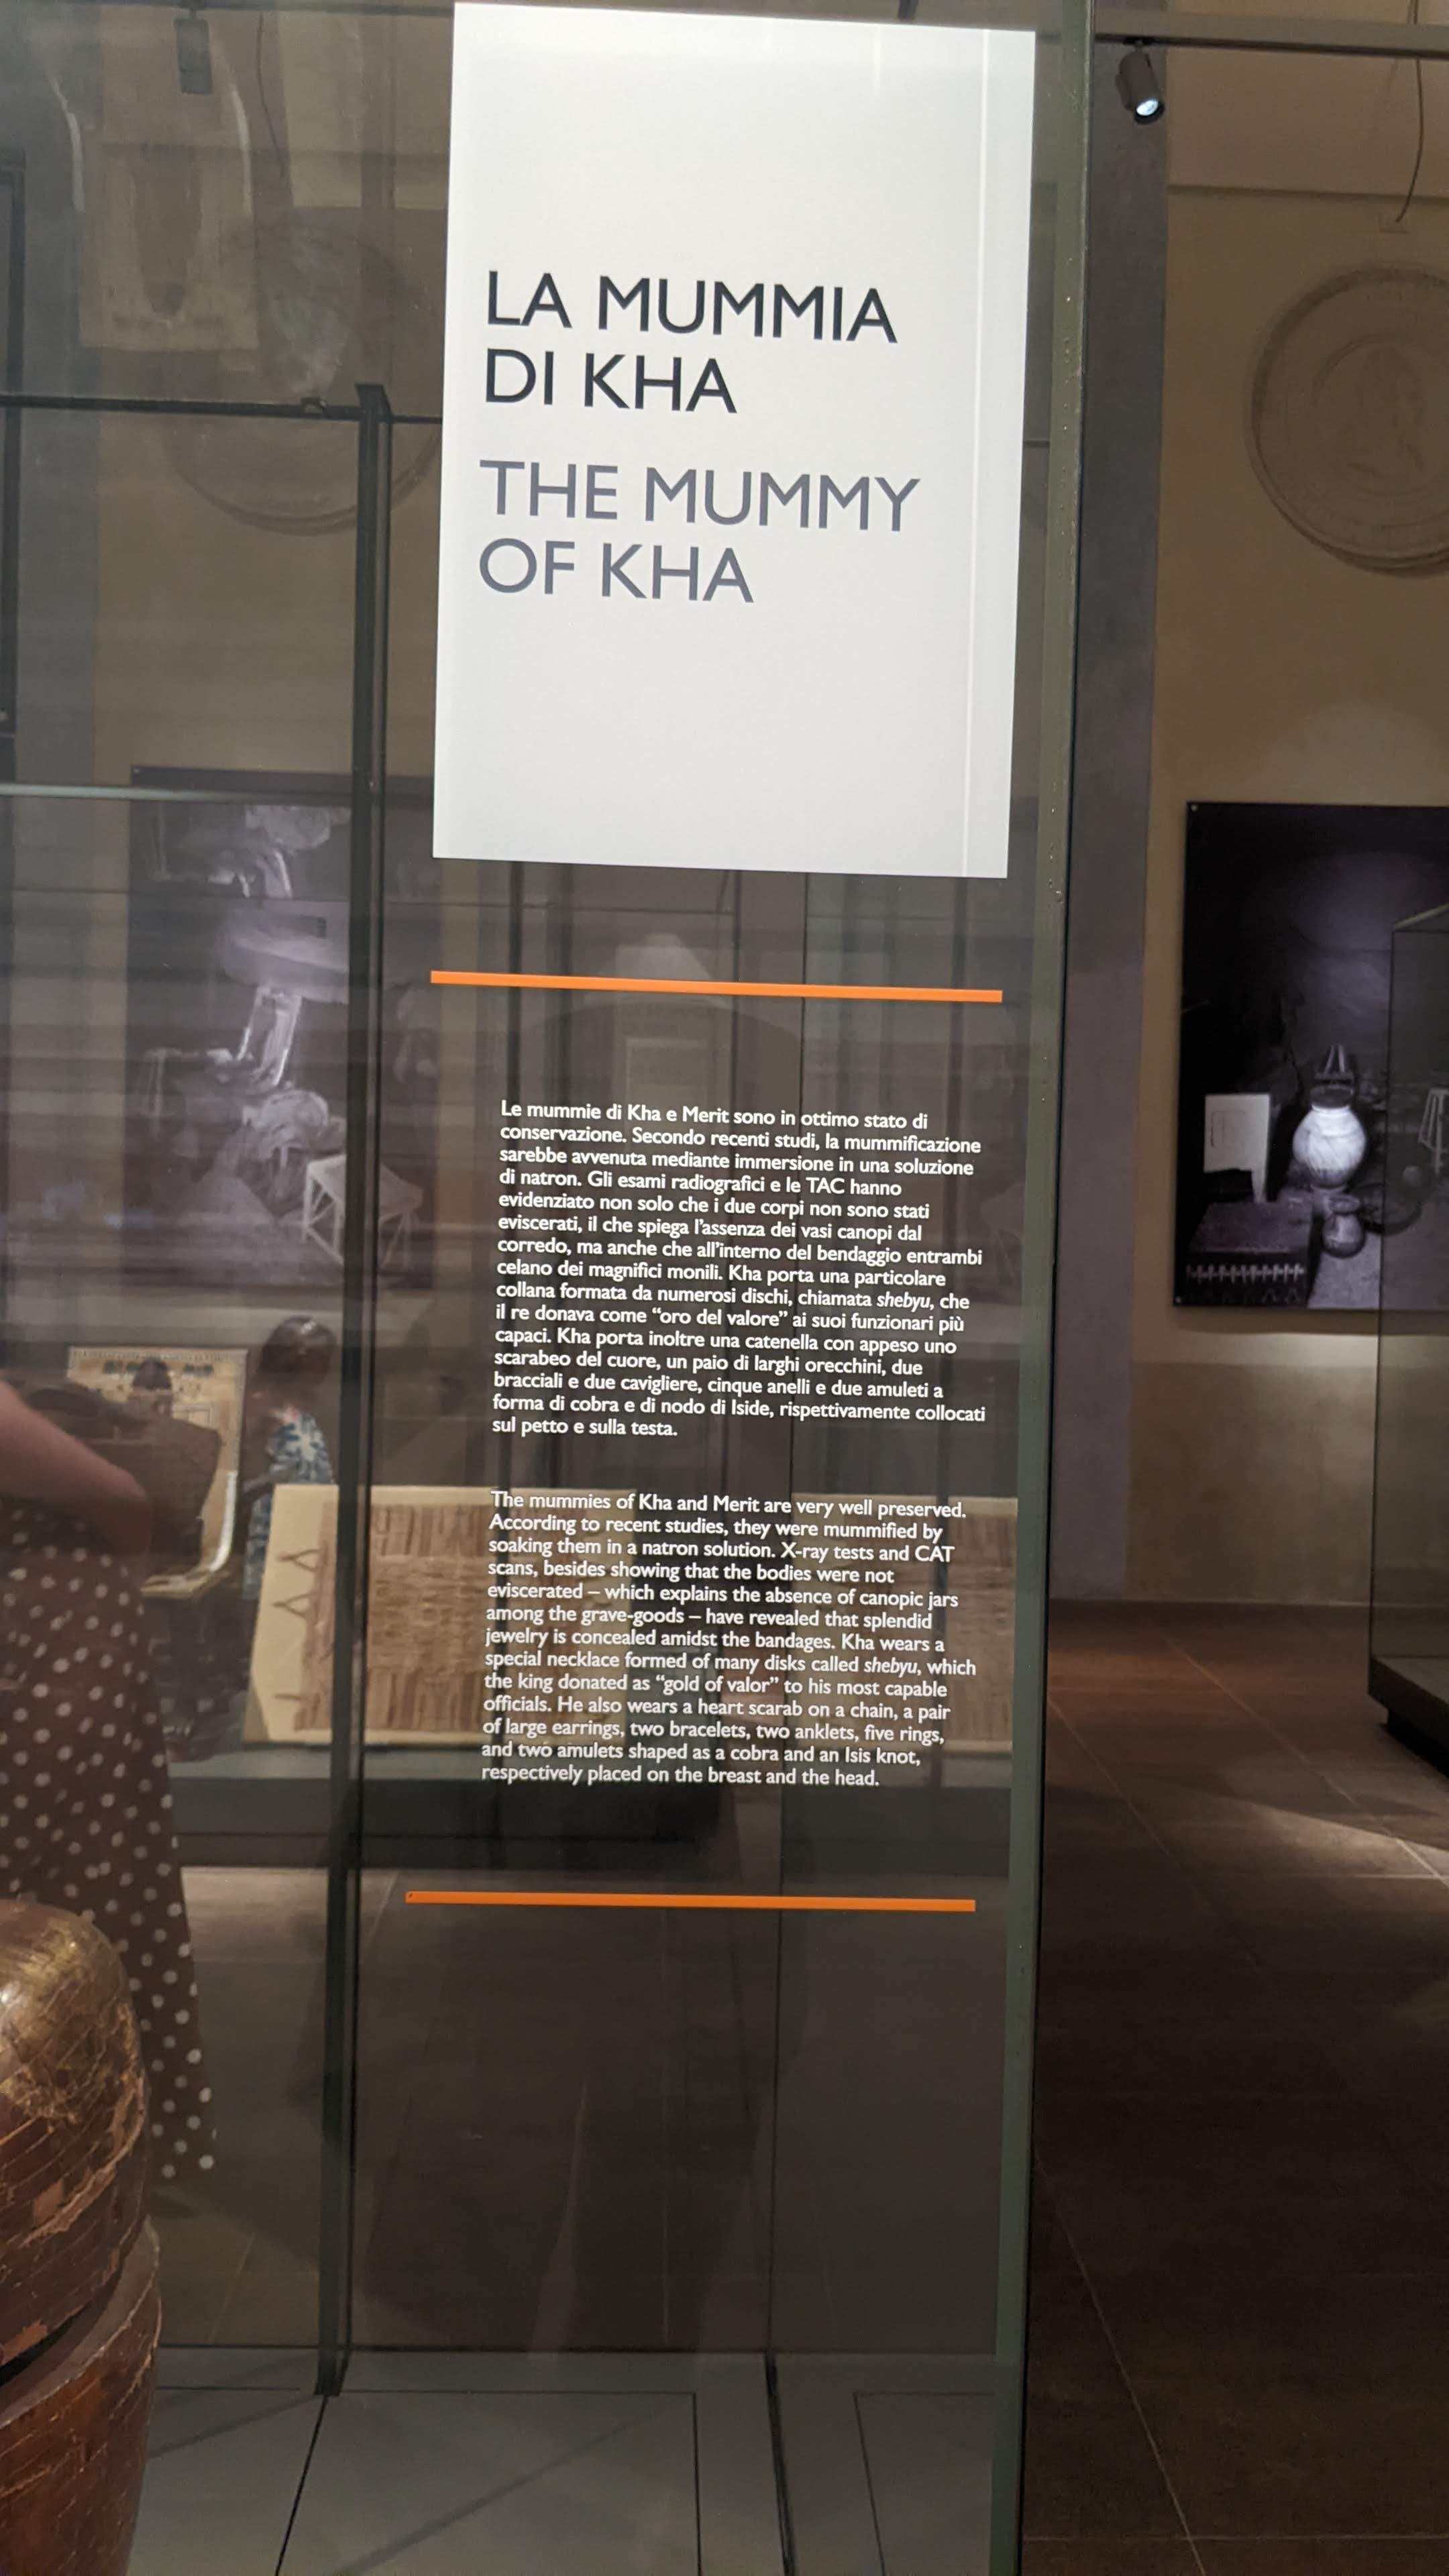 LA MUMMIA
DI KHA
THE MUMMY
OF KHA
Le mummie di Kha e Merit sono in ottimo stato di
conservazione. Secondo recenti studi, la mummificazione
sarebbe avvenuta mediante immersione in una soluzione
di natron. Gli esami radiografici e le TAC hanno
evidenziato non solo che i due corpi non sono stati
eviscerati, il che spiega l'assenza dei vasi canopi dal
corredo, ma anche che all'interno del bendaggio entrambi
celano dei magnifici monili. Kha porta una particolare
collana formata da numerosi dischi, chiamata shebyu, che
il re donava come “oro del valore” ai suoi funzionari più
capaci. Kha porta inoltre una catenella con appeso uno
scarabeo del cuore, un paio di larghi orecchini, due
bracciali e due cavigliere, cinque anelli e due amuleti a
forma di cobra e di nodo di Iside, rispettivamente collocati
sul petto e sulla testa.
The mummies of Kha and Merit are very well preserved.
According to recent studies, they were mummified by
soaking them in a natron solution. X-ray tests and CAT
scans, besides showing that the bodies were not
eviscerated – which explains the absence of canopic jars
among the grave-goods – have revealed that splendid
jewelry is concealed amidst the bandages. Kha wears a
special necklace formed of many disks called shebyu, which
the king donated as “gold of valor” to his most capable
officials. He also wears a heart scarab on a chain, a pair
of large earrings, two bracelets, two anklets, five rings,
and two amulets shaped as a cobra and an Isis knot,
respectively placed on the breast and the head.